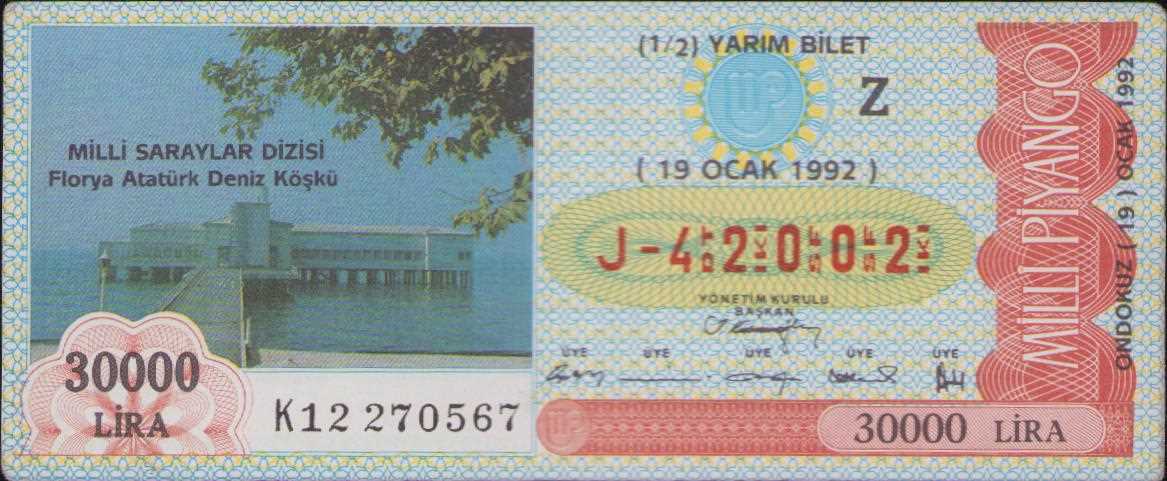 MİLLİ SARAYLAR DİZİSİ
Florya Atatürk Deniz Köşkü
30000
LİRA
K12 270567
(1/2) YARIM BİLET
Z
( 19 OCAK 1992 )
J-42002
YÖNETİM KURULU
BAŞKAN
ÜYE ÜYE ÜYE ÜYE ÜYE
30000 LİRA
MİLLİ PİYANGO
ONDOKUZ ( 19 ) OCAK 1992